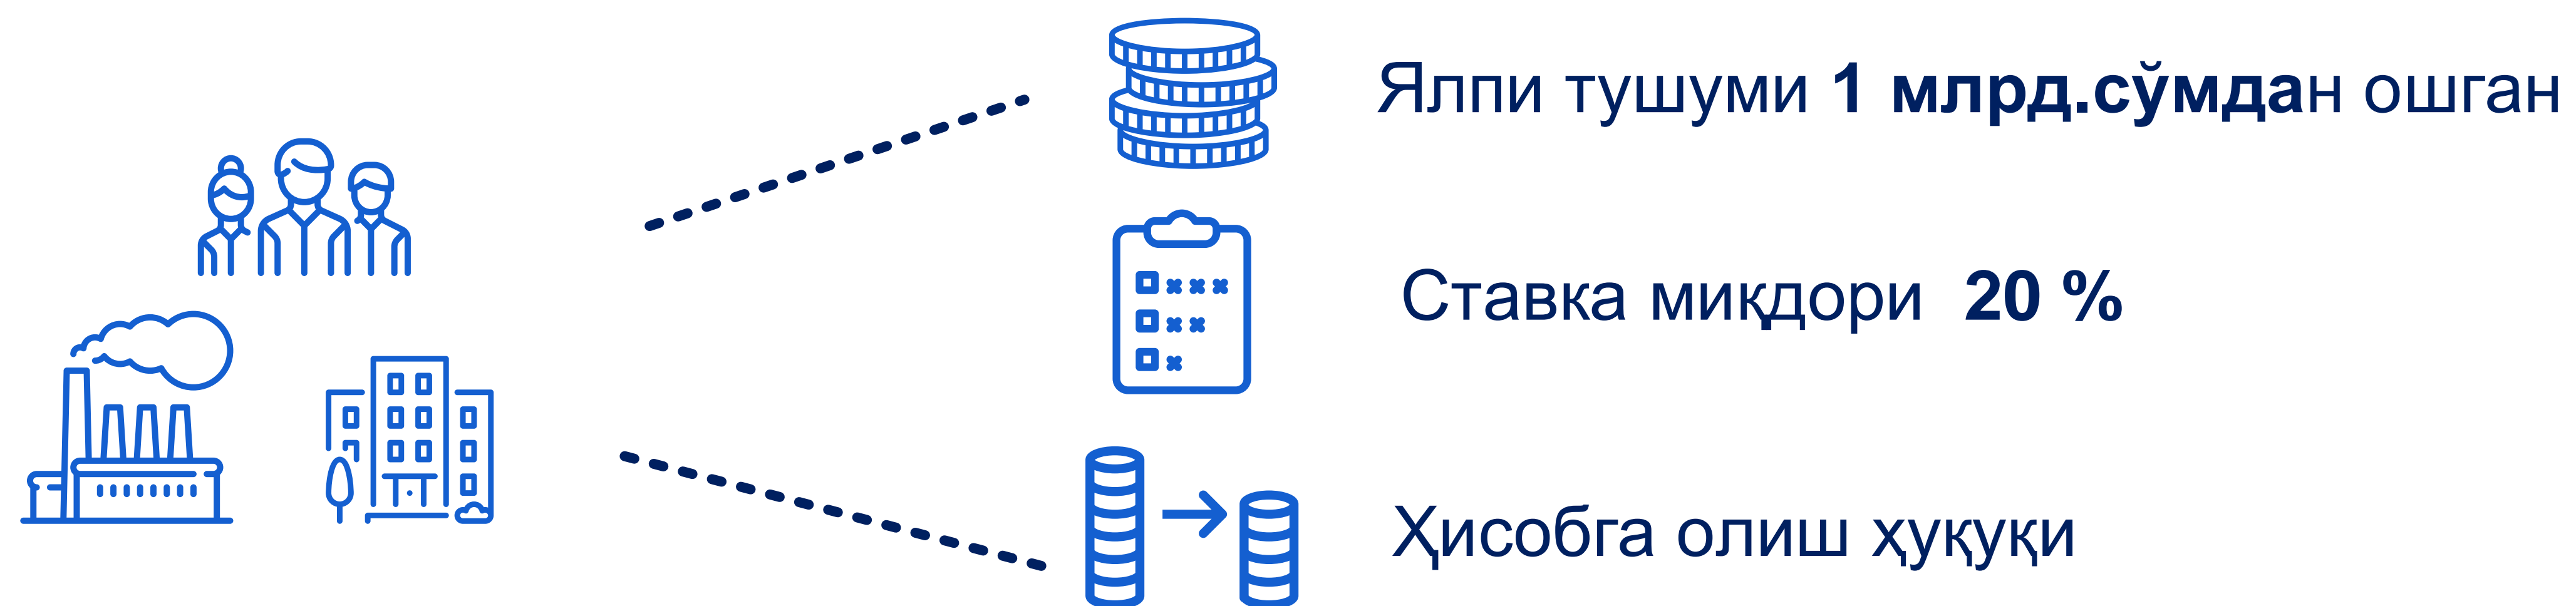 Ялпи тушуми 1 млрд.сўмдан ошган
Ставка миқдори 20 %
Ҳисобга олиш ҳуқуқи